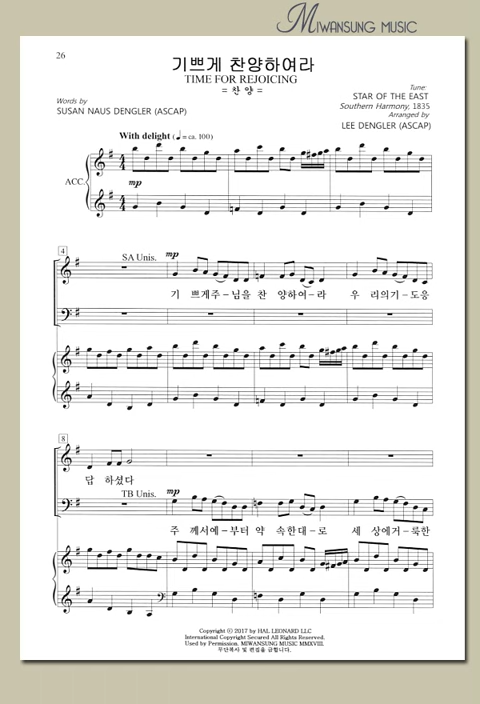 MIWANSUNG MUSIC
26
기쁘게 찬양하여라
TIME FOR REJOICING
= 찬 양 =
Words by
SUSAN NAUS DENGLER (ASCAP)
Tune:
STAR OF THE EAST
Southern Harmony, 1835
Arranged by
LEE DENGLER (ASCAP)
With delight (♩= ca. 100)
ACC.
mp
4
SA Unis.
mp
기 쁘게주–님을 찬 양하여–라 우 리의기–도응
8
답 하셨다
TB Unis.
mp
주 께서예–부터 약 속한대–로 세 상에거–룩한
Copyright © 2017 by HAL LEONARD LLC
International Copyright Secured All Rights Reserved.
Used by Permission. MIWANSUNG MUSIC MMXVIII.
무단복사 및 편집을 금합니다.